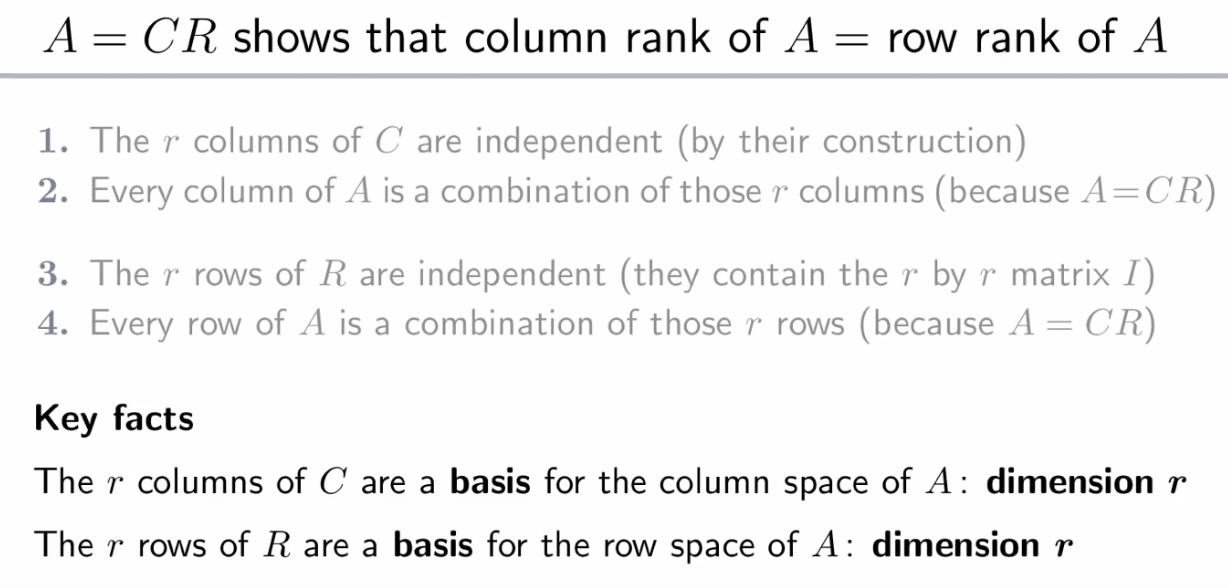 A = CR shows that column rank of A = row rank of A
1. The r columns of C are independent (by their construction)
2. Every column of A is a combination of those r columns (because A=CR)
3. The r rows of R are independent (they contain the r by r matrix I)
4. Every row of A is a combination of those r rows (because A = CR)
Key facts
The r columns of C are a basis for the column space of A: dimension r
The r rows of R are a basis for the row space of A: dimension r